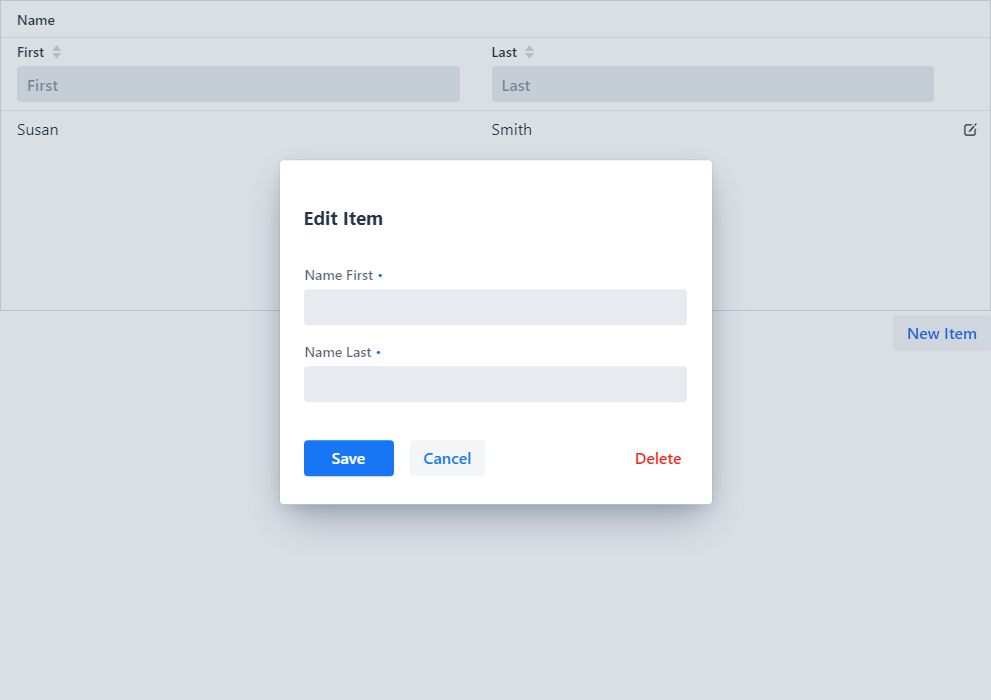 Name
First Last
First Last
Susan Smith
Edit Item
Name First •
Name Last •
New Item
Save Cancel Delete